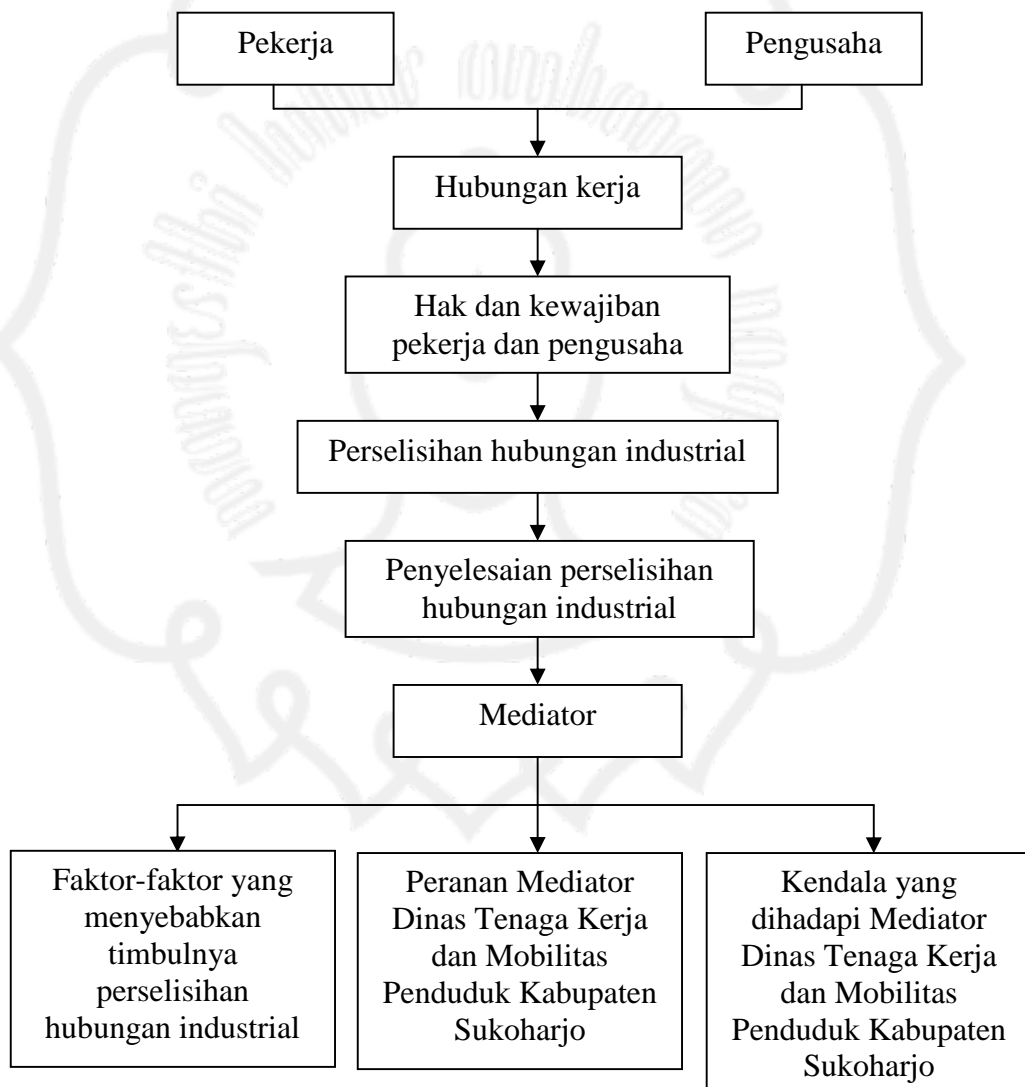 Pekerja
Pengusaha
Hubungan kerja
Hak dan kewajiban
pekerja dan pengusaha
Perselisihan hubungan industrial
Penyelesaian perselisihan
hubungan industrial
Mediator
Faktor-faktor yang
menyebabkan
timbulnya
perselisihan
hubungan industrial
Peranan Mediator
Dinas Tenaga Kerja
dan Mobilitas
Penduduk Kabupaten
Sukoharjo
Kendala yang
dihadapi Mediator
Dinas Tenaga Kerja
dan Mobilitas
Penduduk Kabupaten
Sukoharjo